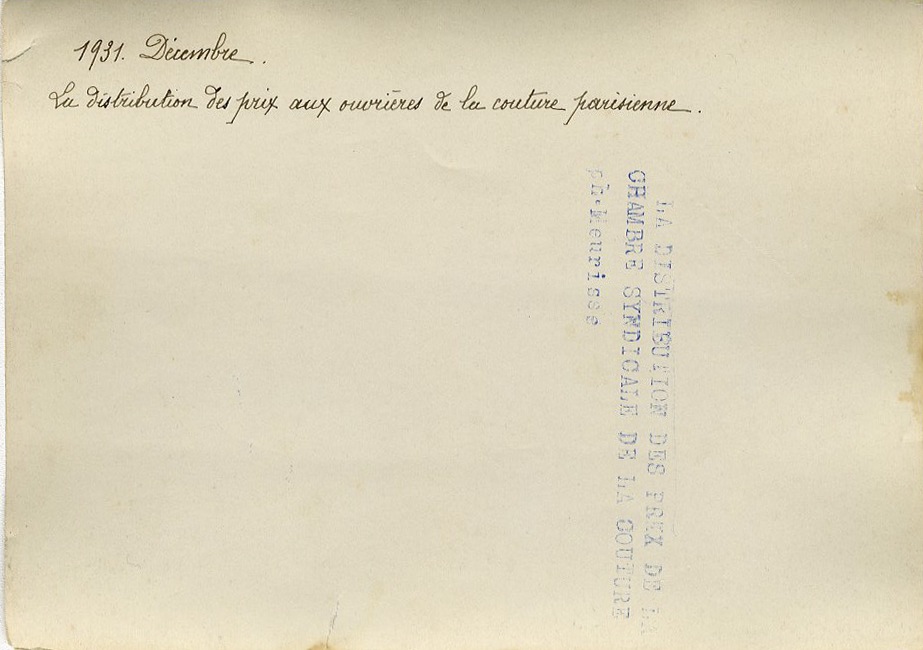 1931. Décembre.
La distribution des prix aux ouvrières de la couture parisienne.
LA DISTRIBUTION DES PREX DE LA
CHAMBRE SYNDICALE DE LA COUTURE
ph.Meurisse